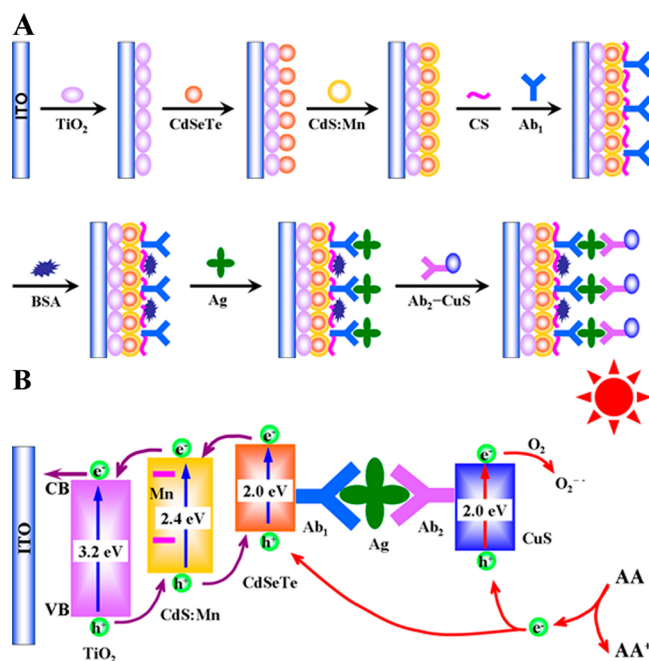 A
ITO
TiO₂
CdSeTe
CdS:Mn
CS
Ab₁
BSA
Ag
Ab₂−CuS
B
ITO
CB
VB
e⁻
3.2 eV
h⁺
TiO₂
e⁻
Mn
2.4 eV
h⁺
CdS:Mn
e⁻
2.0 eV
h⁺
CdSeTe
Ab₁
Ag
Ab₂
e⁻
2.0 eV
h⁺
CuS
O₂
O₂⁻·
e⁻
AA
AA⁺